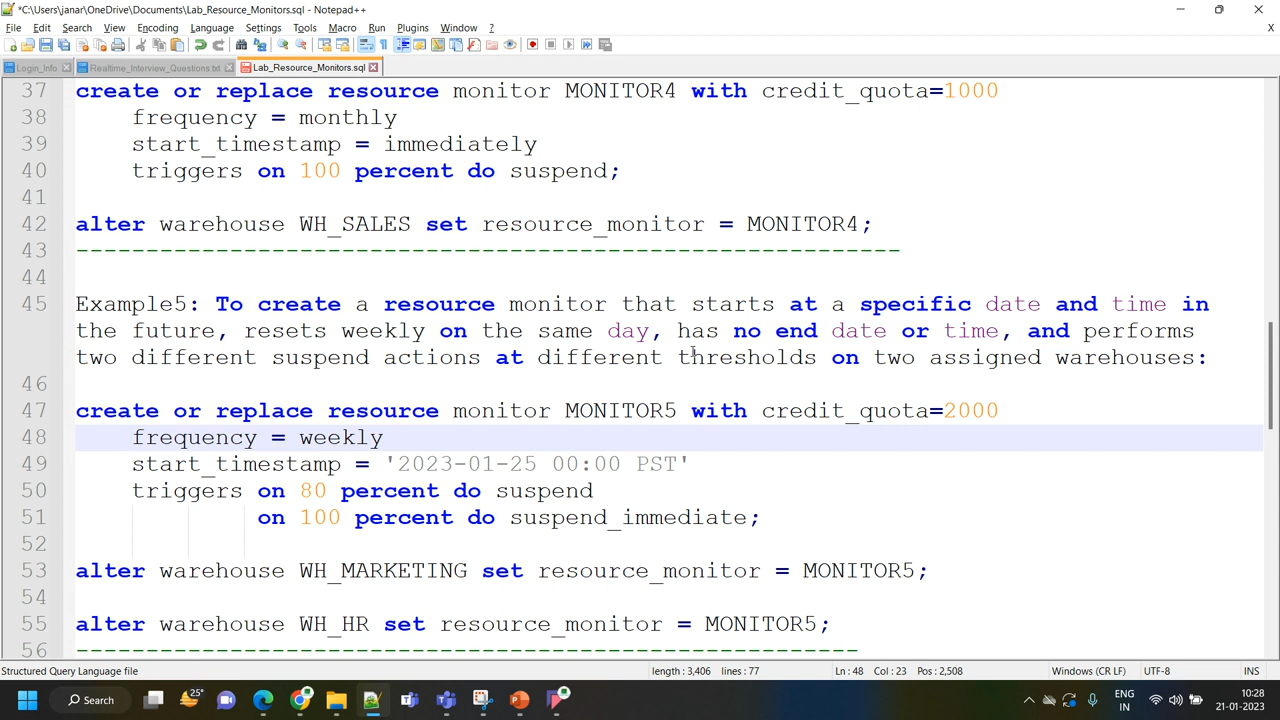 *C:\Users\janar\OneDrive\Documents\Lab_Resource_Monitors.sql - Notepad++
File Edit Search View Encoding Language Settings Tools Macro Run Plugins Window ? X
Login_Info Realtime_Interview_Questions.txt Lab_Resource_Monitors.sql
37 create or replace resource monitor MONITOR4 with credit_quota=1000
38 frequency = monthly
39 start_timestamp = immediately
40 triggers on 100 percent do suspend;
41
42 alter warehouse WH_SALES set resource_monitor = MONITOR4;
43 -----------------------------------------------------------
44
45 Example5: To create a resource monitor that starts at a specific date and time in
the future, resets weekly on the same day, has no end date or time, and performs
two different suspend actions at different thresholds on two assigned warehouses:
46
47 create or replace resource monitor MONITOR5 with credit_quota=2000
48 frequency = weekly
49 start_timestamp = '2023-01-25 00:00 PST'
50 triggers on 80 percent do suspend
51 on 100 percent do suspend_immediate;
52
53 alter warehouse WH_MARKETING set resource_monitor = MONITOR5;
54
55 alter warehouse WH_HR set resource_monitor = MONITOR5;
56 --------------------------------------------------------
Structured Query Language file length : 3,406 lines : 77 Ln : 48 Col : 23 Pos : 2,508 Windows (CR LF) UTF-8 INS
Search 25° ENG IN 10:28 21-01-2023